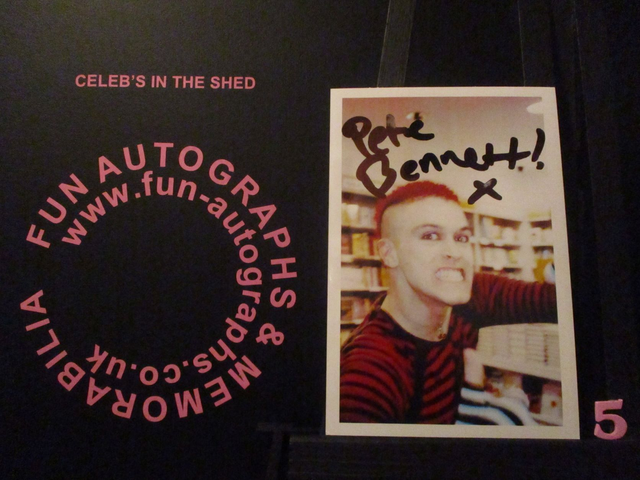 CELEB'S IN THE SHED
FUN AUTOGRAPHS & MEMORABILIA
www.fun-autographs.co.uk
Pete
Bennett!
x
5